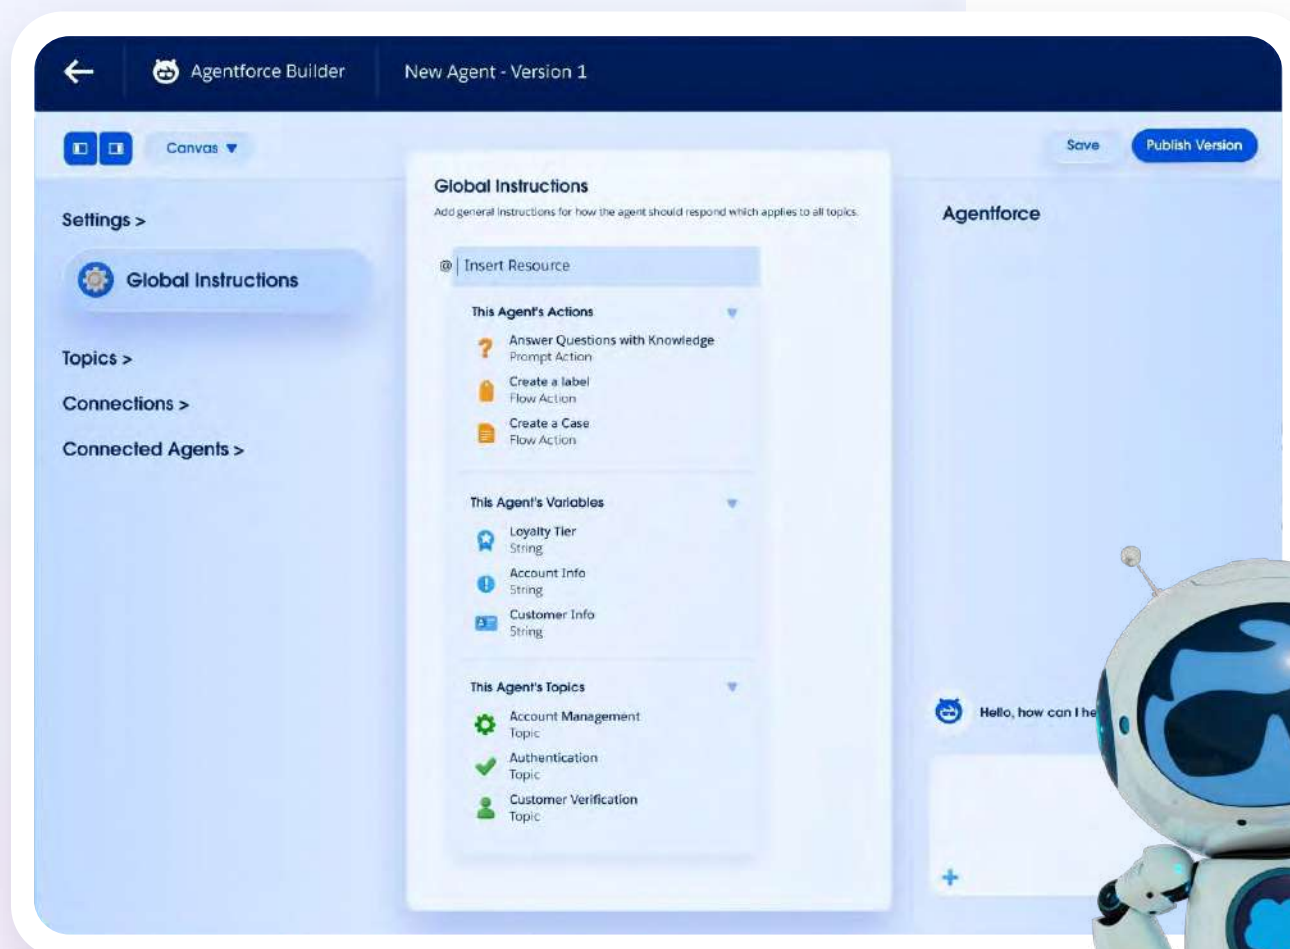 Agentforce Builder
New Agent - Version 1
Canvas
Save
Publish Version
Settings >
Global Instructions
Topics >
Connections >
Connected Agents >
Global Instructions
Add general instructions for how the agent should respond which applies to all topics.
@ Insert Resource
This Agent's Actions
Answer Questions with Knowledge
Prompt Action
Create a label
Flow Action
Create a Case
Flow Action
This Agent's Variables
Loyalty Tier
String
Account Info
String
Customer Info
String
This Agent's Topics
Account Management
Topic
Authentication
Topic
Customer Verification
Topic
Agentforce
Hello, how can I he